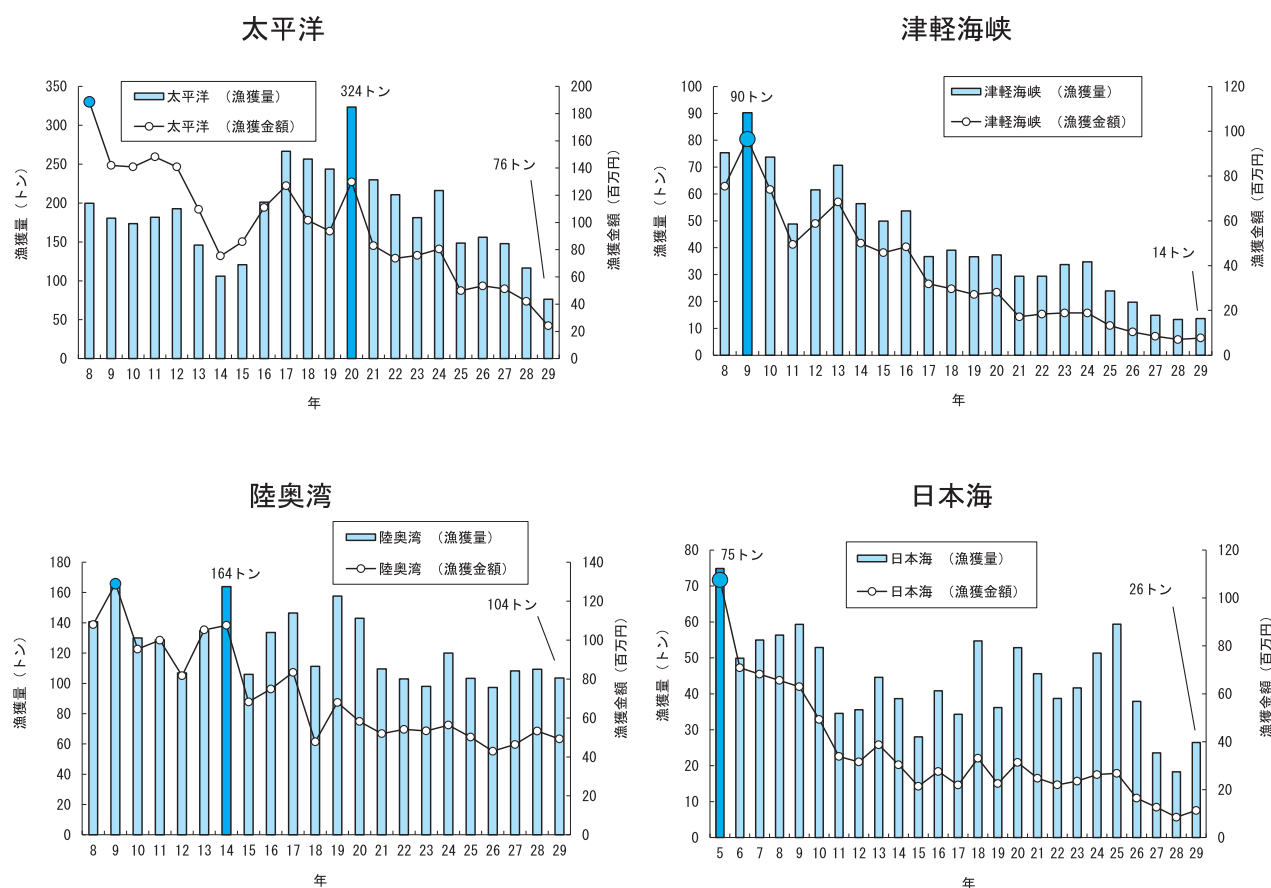 太平洋
350
300
250
200
150
100
50
0
漁獲量（トン）
太平洋 （漁獲量）
太平洋 （漁獲金額）
324トン
76トン
200
180
160
140
120
100
80
60
40
20
0
漁獲金額（百万円）
8 9 10 11 12 13 14 15 16 17 18 19 20 21 22 23 24 25 26 27 28 29
年
津軽海峡
100
90
80
70
60
50
40
30
20
10
0
漁獲量（トン）
90トン
津軽海峡 （漁獲量）
津軽海峡 （漁獲金額）
14トン
120
100
80
60
40
20
0
漁獲金額（百万円）
8 9 10 11 12 13 14 15 16 17 18 19 20 21 22 23 24 25 26 27 28 29
年
陸奥湾
180
160
140
120
100
80
60
40
20
0
漁獲量（トン）
陸奥湾 （漁獲量）
陸奥湾 （漁獲金額）
164トン
104トン
140
120
100
80
60
40
20
0
漁獲金額（百万円）
8 9 10 11 12 13 14 15 16 17 18 19 20 21 22 23 24 25 26 27 28 29
年
日本海
80
70
60
50
40
30
20
10
0
漁獲量（トン）
75トン
日本海 （漁獲量）
日本海 （漁獲金額）
26トン
120
100
80
60
40
20
0
漁獲金額（百万円）
5 6 7 8 9 10 11 12 13 14 15 16 17 18 19 20 21 22 23 24 25 26 27 28 29
年